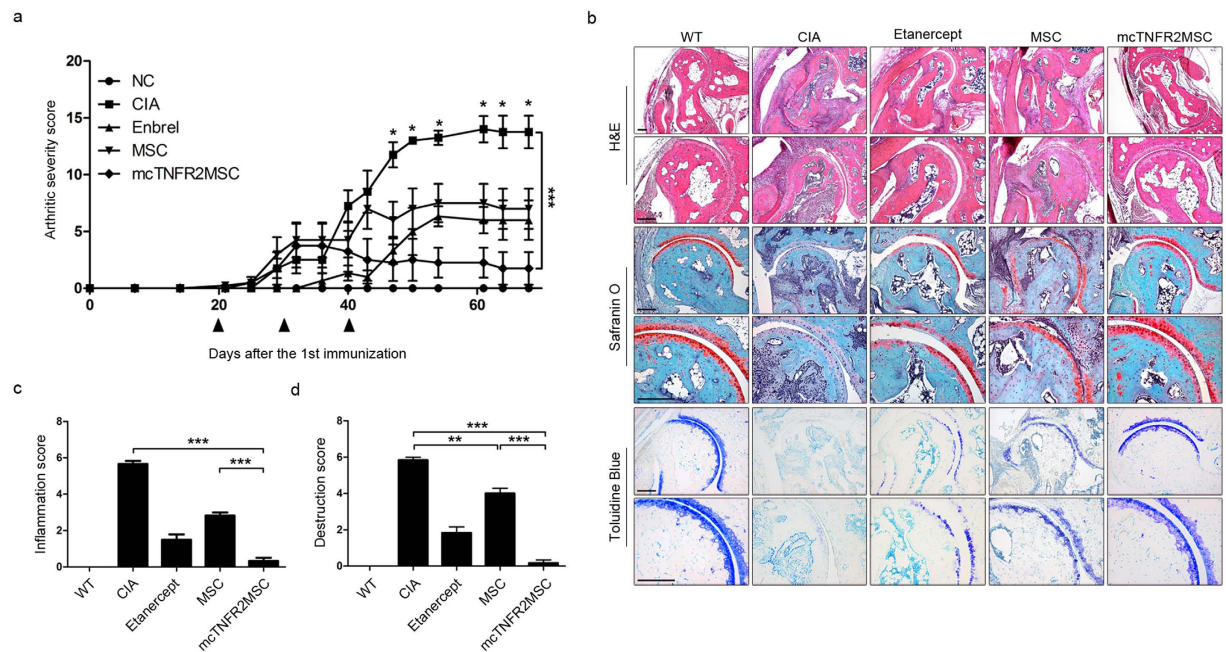 a
20
15
10
5
0
Arthritic severity score
NC
CIA
Enbrel
MSC
mcTNFR2MSC
* * * * * *
***
0 20 40 60
Days after the 1st immunization
b
WT CIA Etanercept MSC mcTNFR2MSC
H&E
Safranin O
Toluidine Blue
c
Inflammation score
8
6
4
2
0
***
***
WT CIA Etanercept MSC mcTNFR2MSC
d
Destruction score
8
6
4
2
0
***
** ***
WT CIA Etanercept MSC mcTNFR2MSC